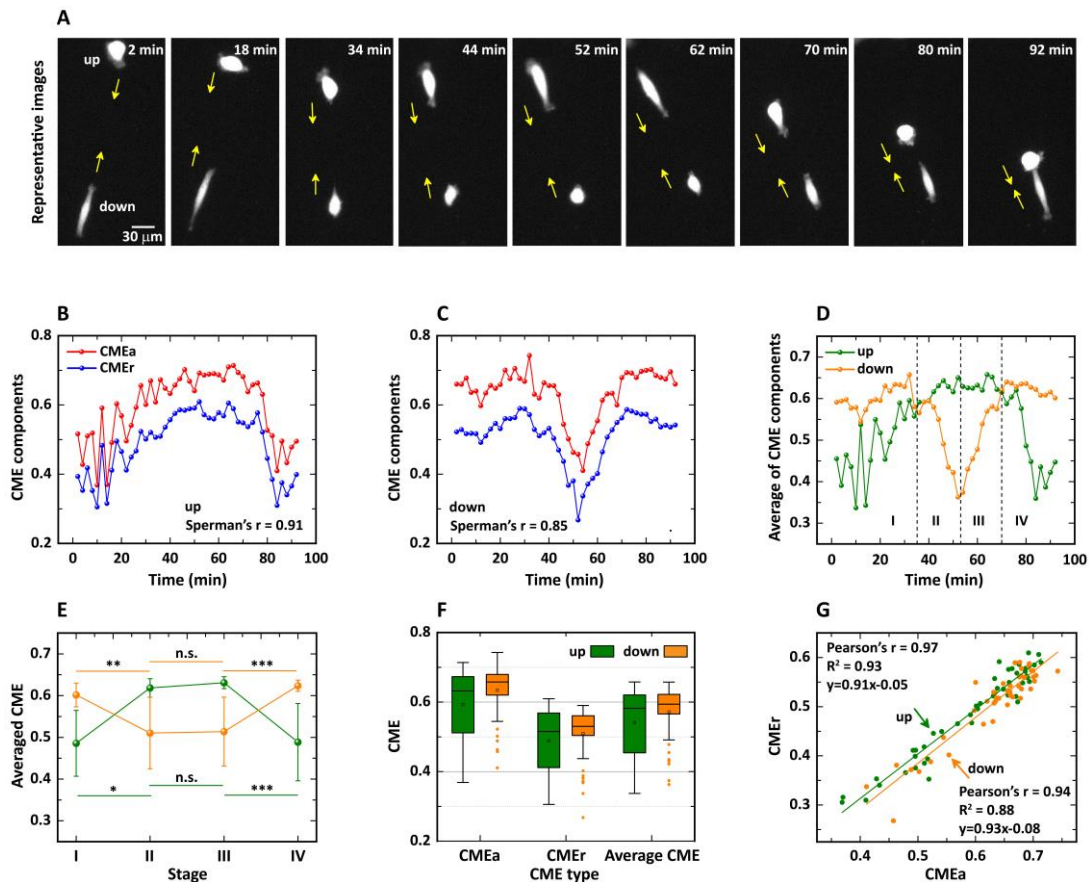 A
Representative images
up
down
30 μm
2 min
18 min
34 min
44 min
52 min
62 min
70 min
80 min
92 min
B
CME components
0.8
0.6
0.4
0.2
CMEa
CMEr
up
Sperman's r = 0.91
0 20 40 60 80 100
Time (min)
C
CME components
0.8
0.6
0.4
0.2
down
Sperman's r = 0.85
0 20 40 60 80 100
Time (min)
D
Average of CME components
0.7
0.6
0.5
0.4
0.3
up
down
I II III IV
0 20 40 60 80 100
Time (min)
E
Averaged CME
0.7
0.6
0.5
0.4
0.3
** n.s. ***
* n.s. ***
I II III IV
Stage
F
CME
0.8
0.6
0.4
0.2
up down
CMEa CMEr Average CME
CME type
G
CMEr
0.6
0.5
0.4
0.3
Pearson's r = 0.97
R² = 0.93
y=0.91x-0.05
up
down
Pearson's r = 0.94
R² = 0.88
y=0.93x-0.08
0.4 0.5 0.6 0.7
CMEa